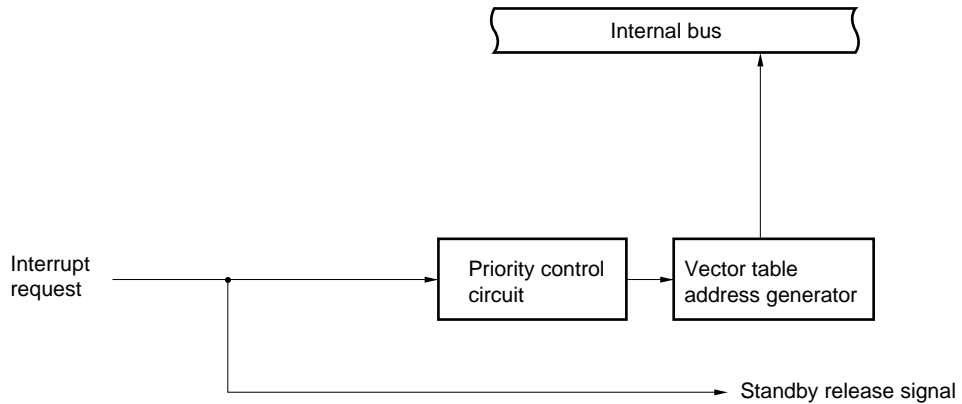 Internal bus
Interrupt
request
Priority control
circuit
Vector table
address generator
Standby release signal